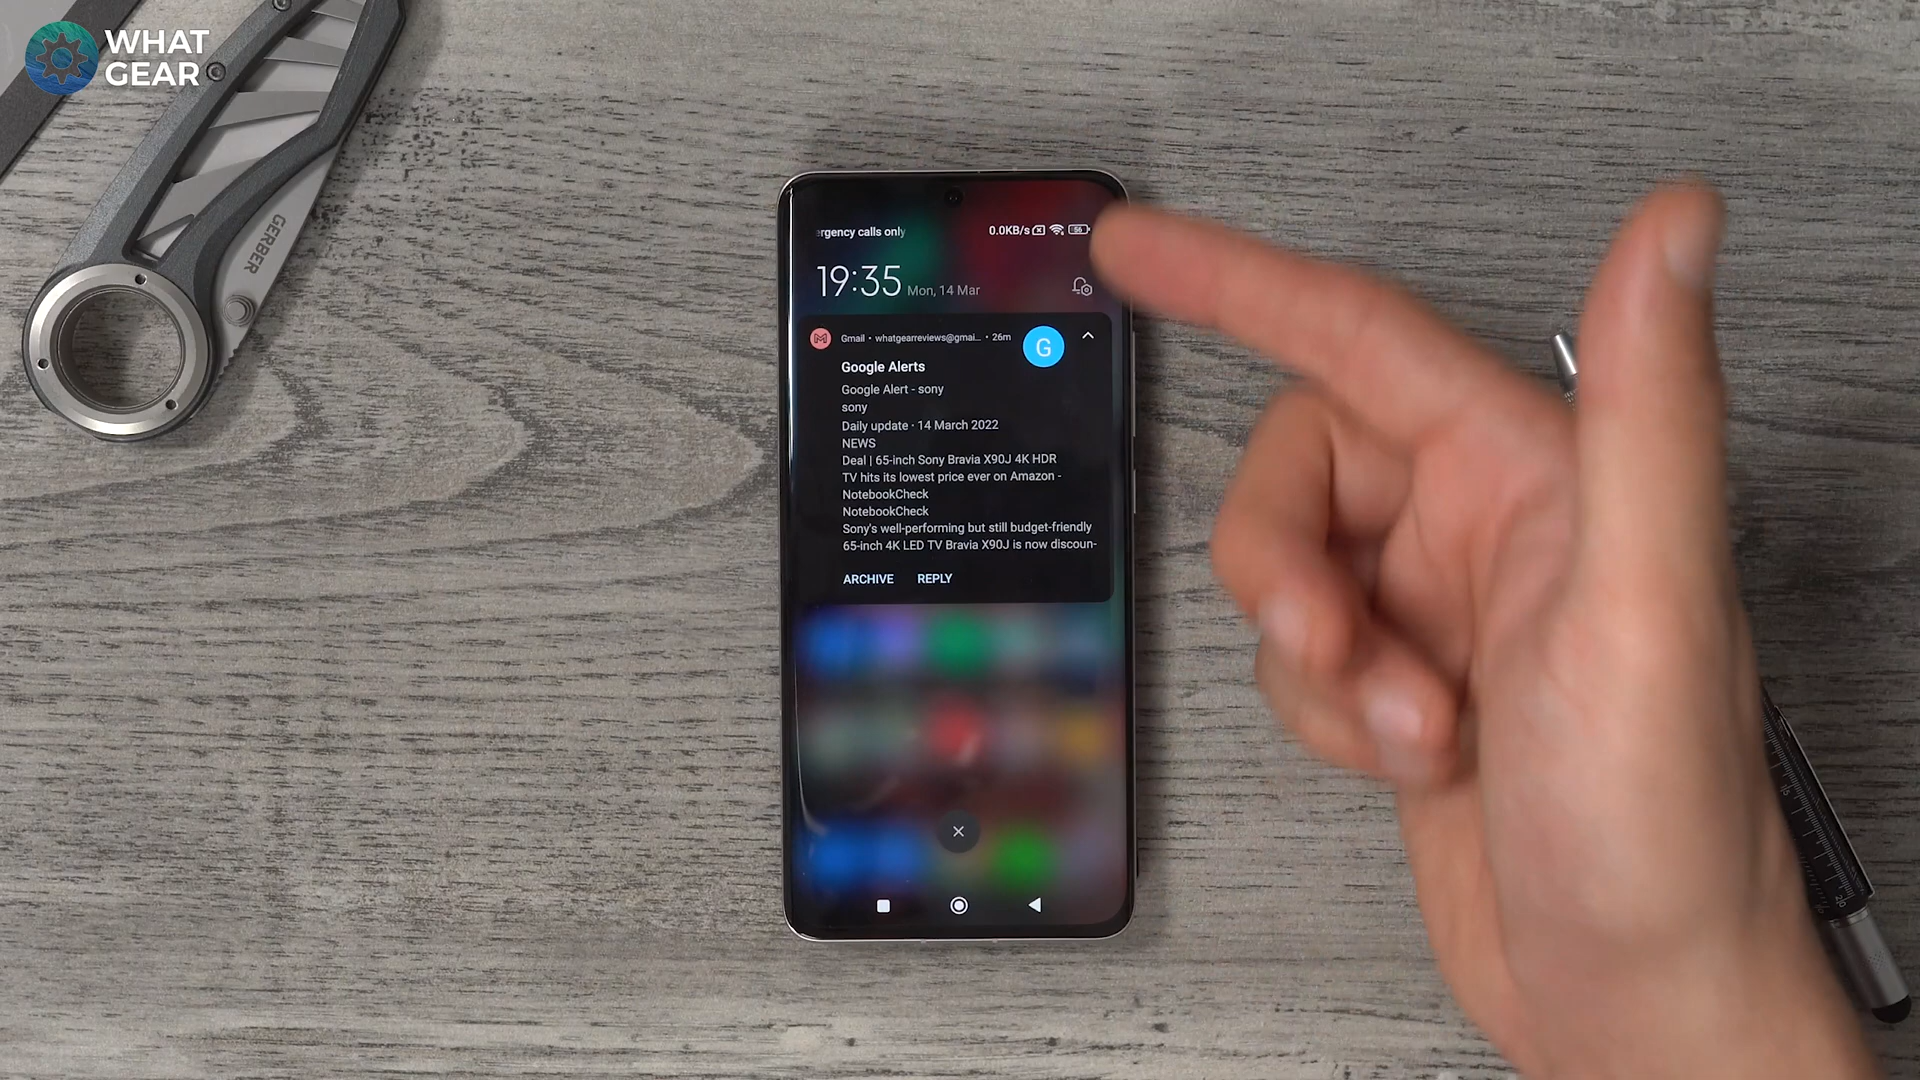 WHAT
GEAR
GERBER
ergency calls only
0.0KB/s
56
19:35 Mon, 14 Mar
Gmail • whatgearreviews@gmai... • 26m
G
Google Alerts
Google Alert - sony
sony
Daily update · 14 March 2022
NEWS
Deal | 65-inch Sony Bravia X90J 4K HDR
TV hits its lowest price ever on Amazon -
NotebookCheck
NotebookCheck
Sony's well-performing but still budget-friendly
65-inch 4K LED TV Bravia X90J is now discoun-
ARCHIVE REPLY